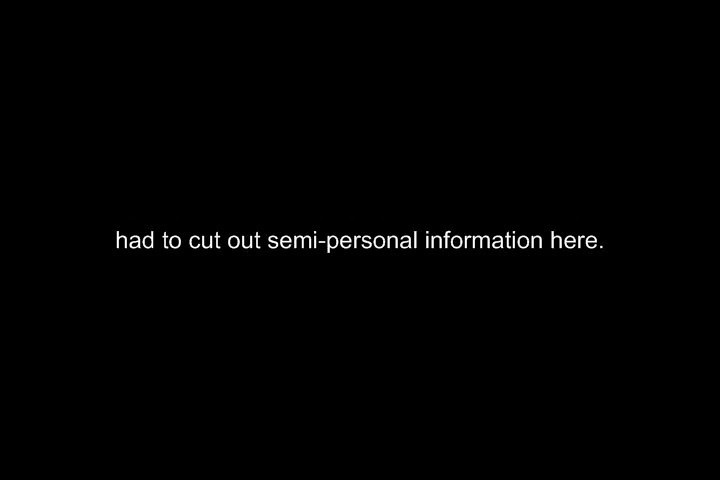 had to cut out semi-personal information here.